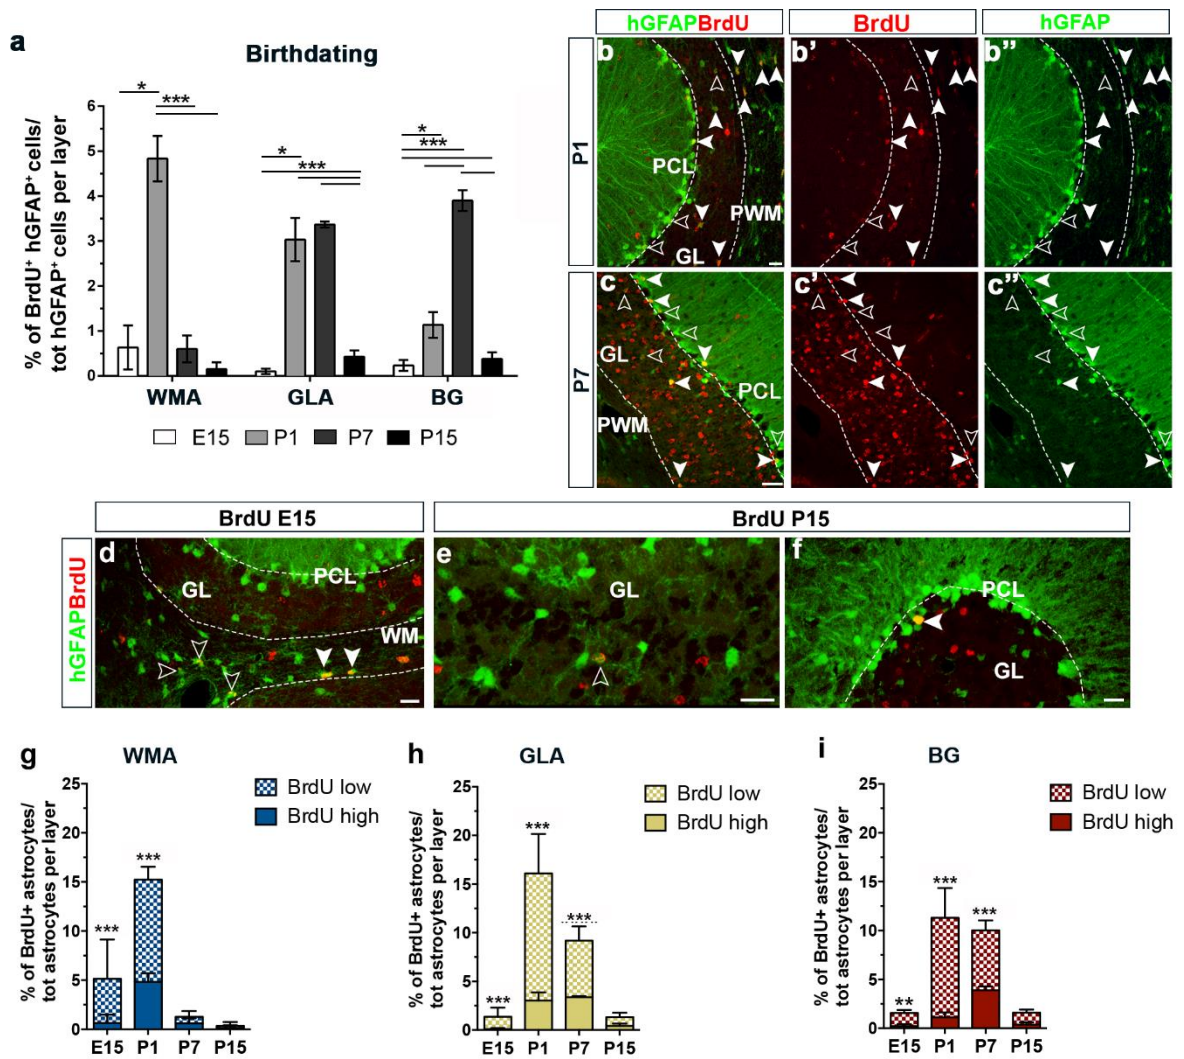 a
Birthdating
% of BrdU⁺ hGFAP⁺ cells/
tot hGFAP⁺ cells per layer
6
5
4
3
2
1
0
* ***
* ***
* ***
WMA GLA BG
E15 P1 P7 P15
hGFAPBrdU BrdU hGFAP
P1
b b' b''
PCL
PWM
GL
P7
c c' c''
GL
PCL
PWM
BrdU E15 BrdU P15
hGFAPBrdU
d e f
PCL
GL
WM
GL
PCL
GL
g WMA
% of BrdU+ astrocytes/
tot astrocytes per layer
25
20
15
10
5
0
BrdU low
BrdU high
***
***
E15 P1 P7 P15
h GLA
% of BrdU+ astrocytes/
tot astrocytes per layer
25
20
15
10
5
0
BrdU low
BrdU high
***
***
***
E15 P1 P7 P15
i BG
% of BrdU+ astrocytes/
tot astrocytes per layer
25
20
15
10
5
0
BrdU low
BrdU high
**
***
***
E15 P1 P7 P15